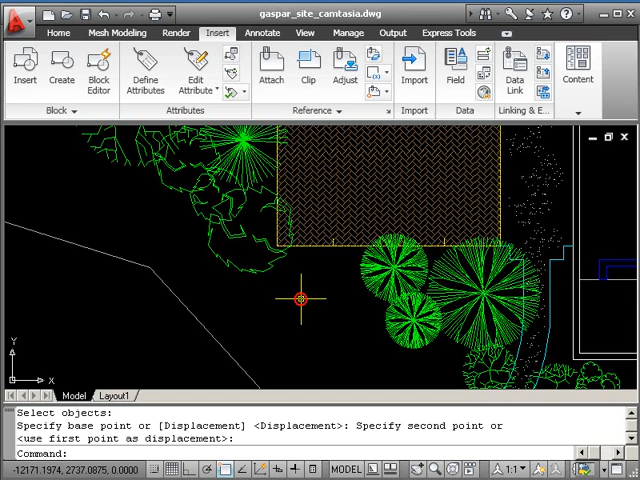 gaspar_site_camtasia.dwg
Home Mesh Modeling Render Insert Annotate View Manage Output Express Tools
Insert Create Block Editor Define Attributes Edit Attribute Attach Clip Adjust Import Field Data Link Content
Block Attributes Reference Import Data Linking & E...
Y
X
Model Layout1
Select objects:
Specify base point or [Displacement] <Displacement>: Specify second point or
<use first point as displacement>:
Command:
-12171.1974, 2737.0875, 0.0000 MODEL 1:1